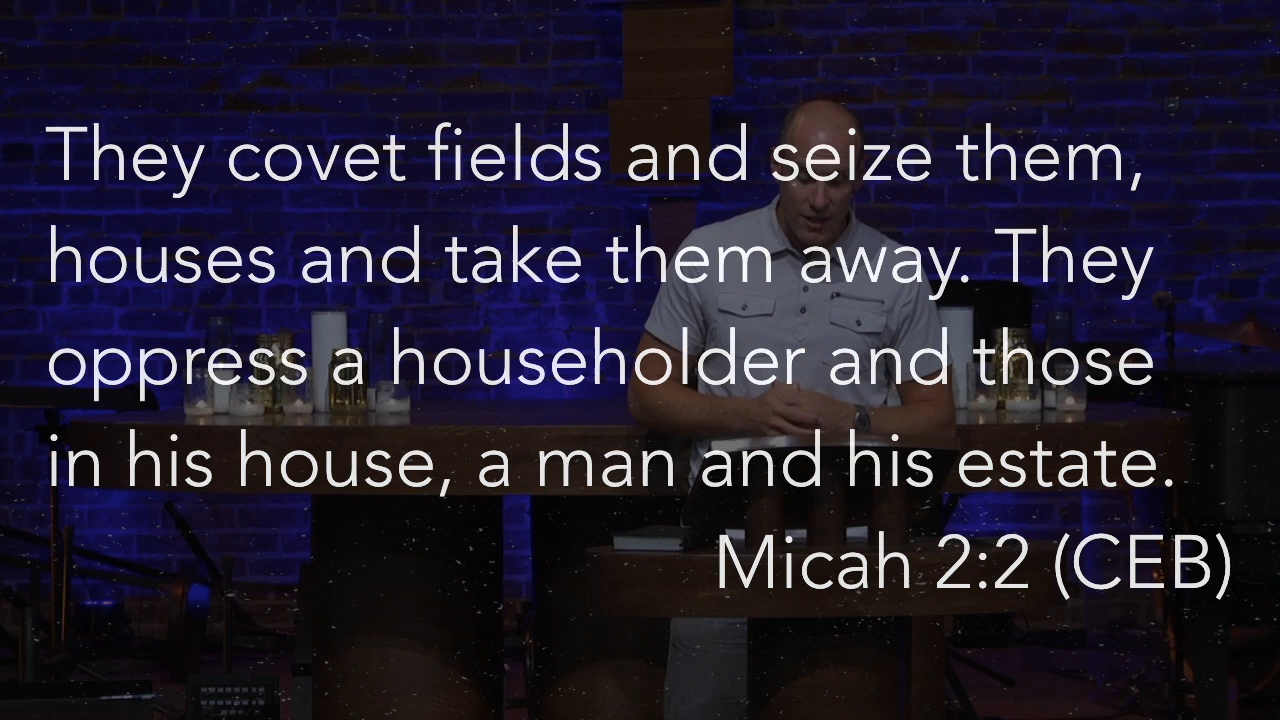 They covet fields and seize them,
houses and take them away. They
oppress a householder and those
in his house, a man and his estate.
Micah 2:2 (CEB)